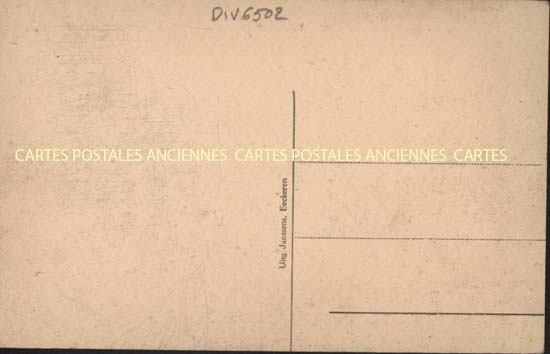 DIV6502
CARTES POSTALES ANCIENNES CARTES POSTALES ANCIENNES CARTES
Uitg. Janssens, Eeckeren